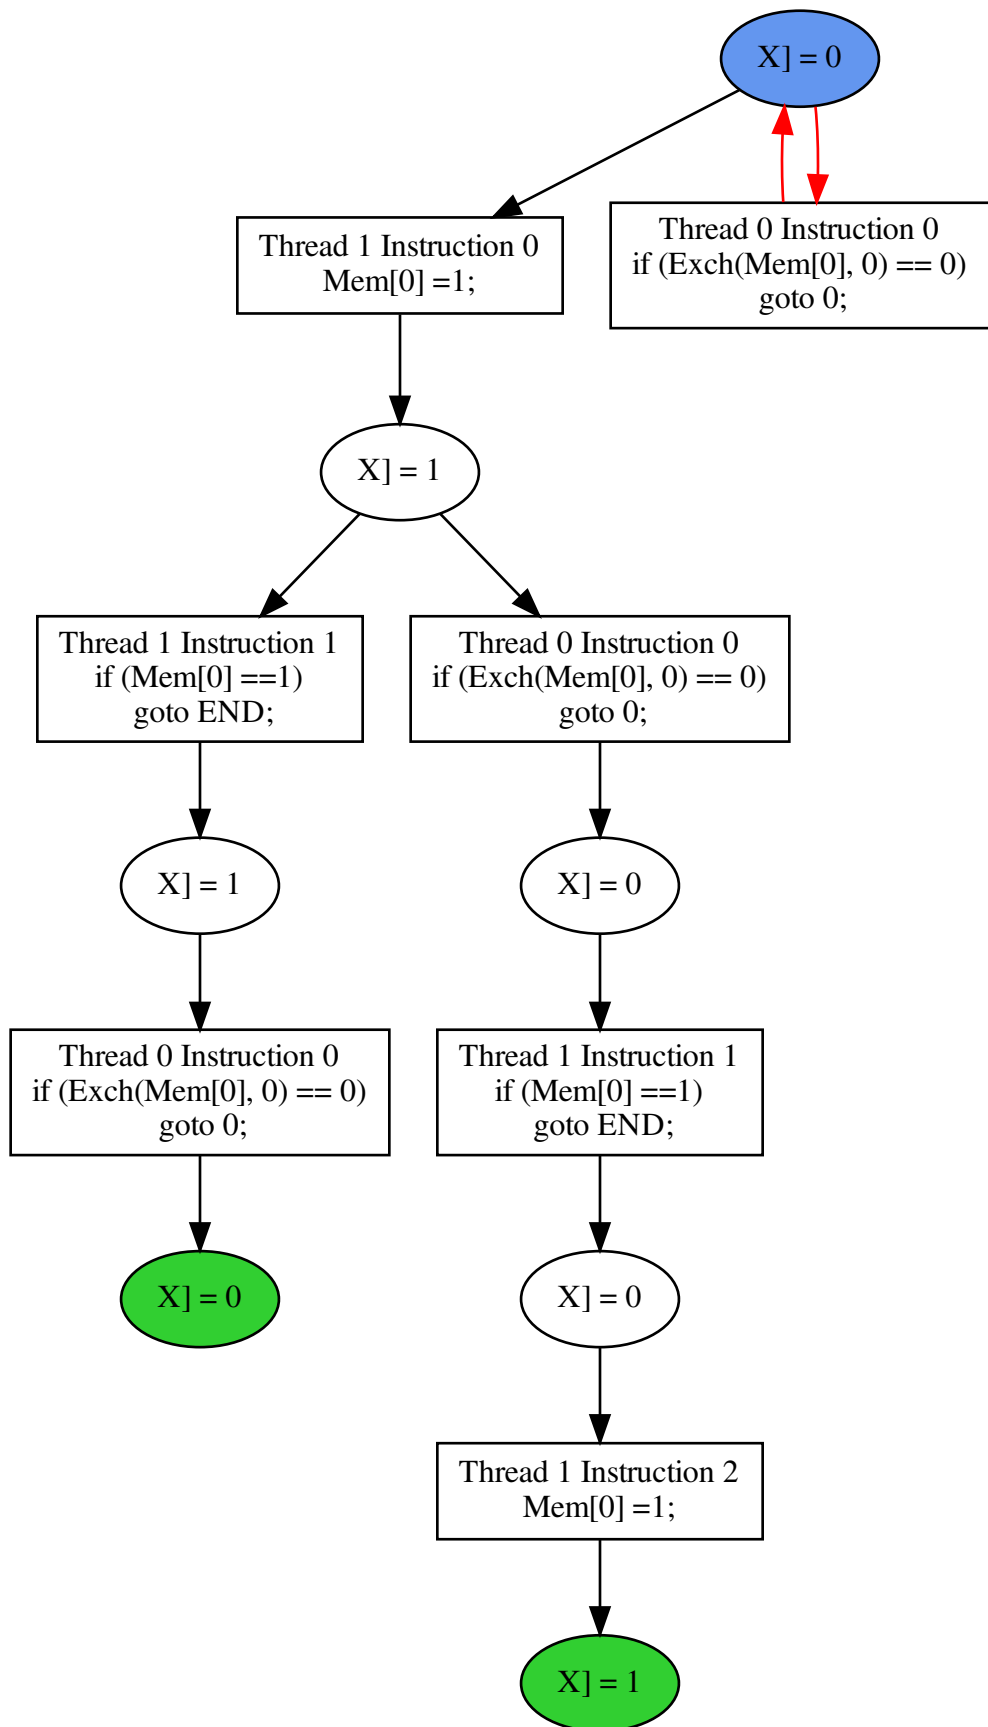 X] = 0
Thread 1 Instruction 0
Mem[0] =1;
Thread 0 Instruction 0
if (Exch(Mem[0], 0) == 0)
goto 0;
X] = 1
Thread 1 Instruction 1
if (Mem[0] ==1)
goto END;
Thread 0 Instruction 0
if (Exch(Mem[0], 0) == 0)
goto 0;
X] = 1
X] = 0
Thread 0 Instruction 0
if (Exch(Mem[0], 0) == 0)
goto 0;
Thread 1 Instruction 1
if (Mem[0] ==1)
goto END;
X] = 0
X] = 0
Thread 1 Instruction 2
Mem[0] =1;
X] = 1